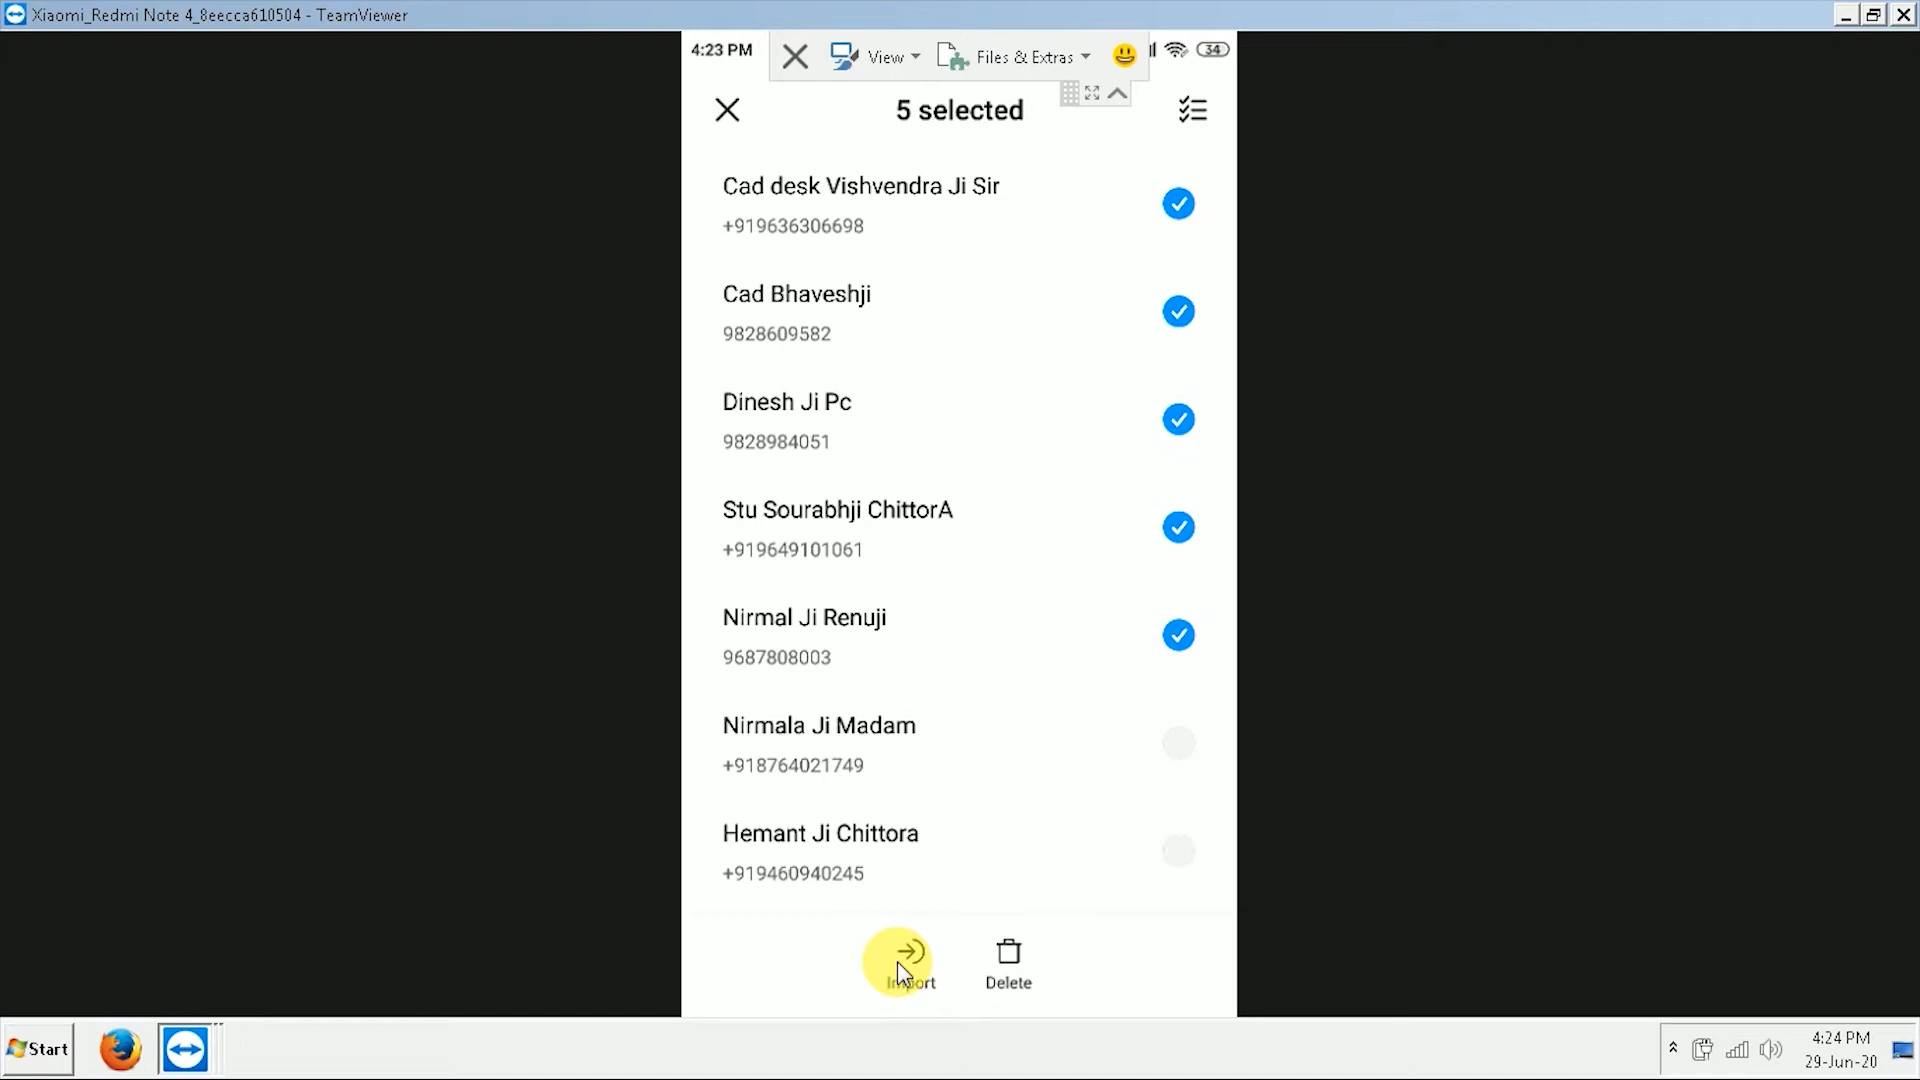 Xiaomi_Redmi Note 4_8eecca610504 - TeamViewer
4:23 PM
View
Files & Extras
34
5 selected
Cad desk Vishvendra Ji Sir
+919636306698
Cad Bhaveshji
9828609582
Dinesh Ji Pc
9828984051
Stu Sourabhji ChittorA
+919649101061
Nirmal Ji Renuji
9687808003
Nirmala Ji Madam
+918764021749
Hemant Ji Chittora
+919460940245
Import
Delete
Start
4:24 PM
29-Jun-20